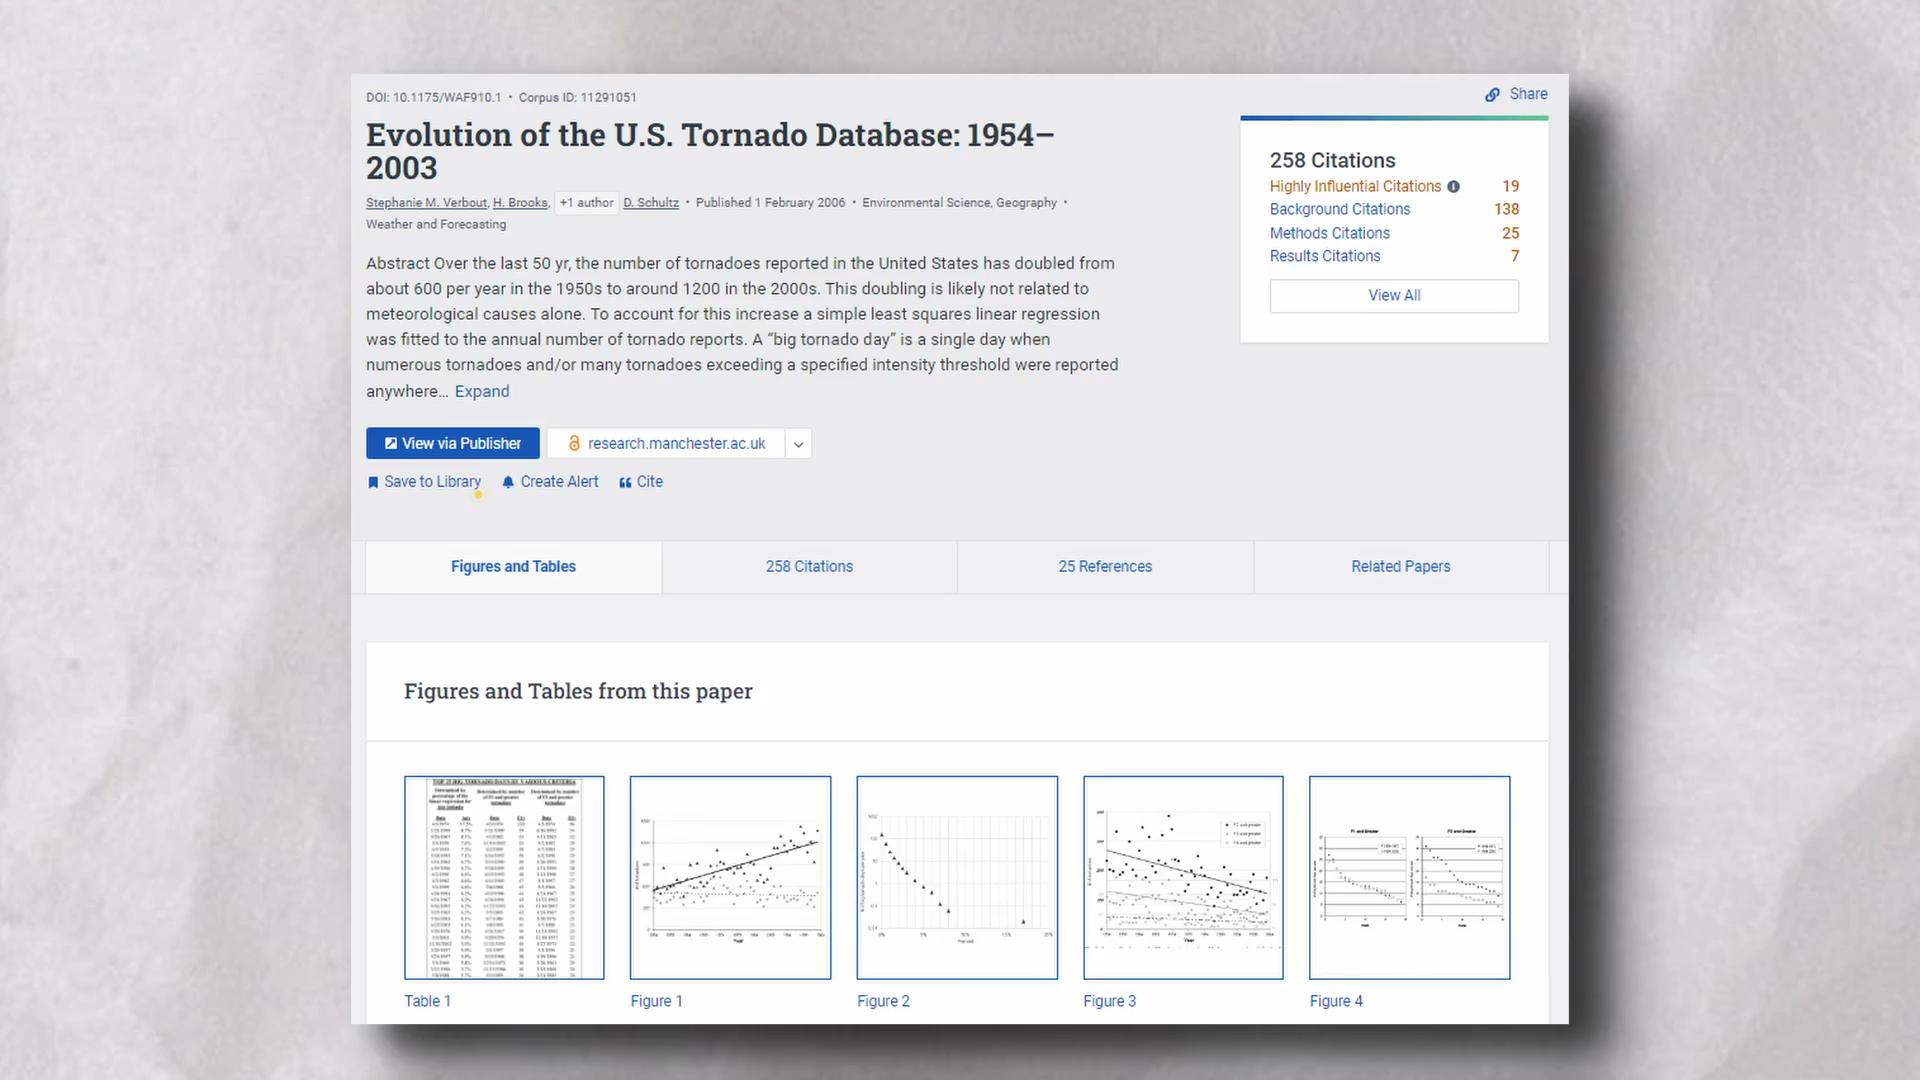 DOI: 10.1175/WAF910.1 • Corpus ID: 11291051
Share
Evolution of the U.S. Tornado Database: 1954–
2003
Stephanie M. Verbout, H. Brooks, +1 author D. Schultz • Published 1 February 2006 • Environmental Science, Geography •
Weather and Forecasting
Abstract Over the last 50 yr, the number of tornadoes reported in the United States has doubled from
about 600 per year in the 1950s to around 1200 in the 2000s. This doubling is likely not related to
meteorological causes alone. To account for this increase a simple least squares linear regression
was fitted to the annual number of tornado reports. A “big tornado day” is a single day when
numerous tornadoes and/or many tornadoes exceeding a specified intensity threshold were reported
anywhere... Expand
258 Citations
Highly Influential Citations 19
Background Citations 138
Methods Citations 25
Results Citations 7
View All
View via Publisher
research.manchester.ac.uk
Save to Library
Create Alert
Cite
Figures and Tables
258 Citations
25 References
Related Papers
Figures and Tables from this paper
TOP 25 BIG TORNADO DAYS BY VARIOUS CRITERIA
Table 1
Figure 1
Figure 2
Figure 3
Figure 4